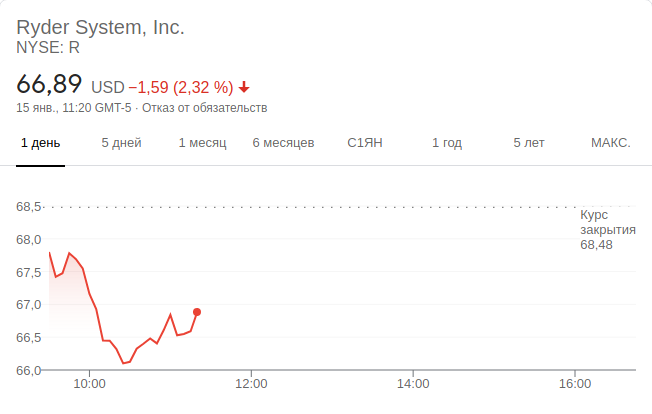 Ryder System, Inc.
NYSE: R
66,89 USD −1,59 (2,32 %)
15 янв., 11:20 GMT-5 · Отказ от обязательств
1 день 5 дней 1 месяц 6 месяцев С1ЯН 1 год 5 лет МАКС.
68,5
Курс
закрытия
68,48
68,0
67,5
67,0
66,5
66,0
10:00 12:00 14:00 16:00